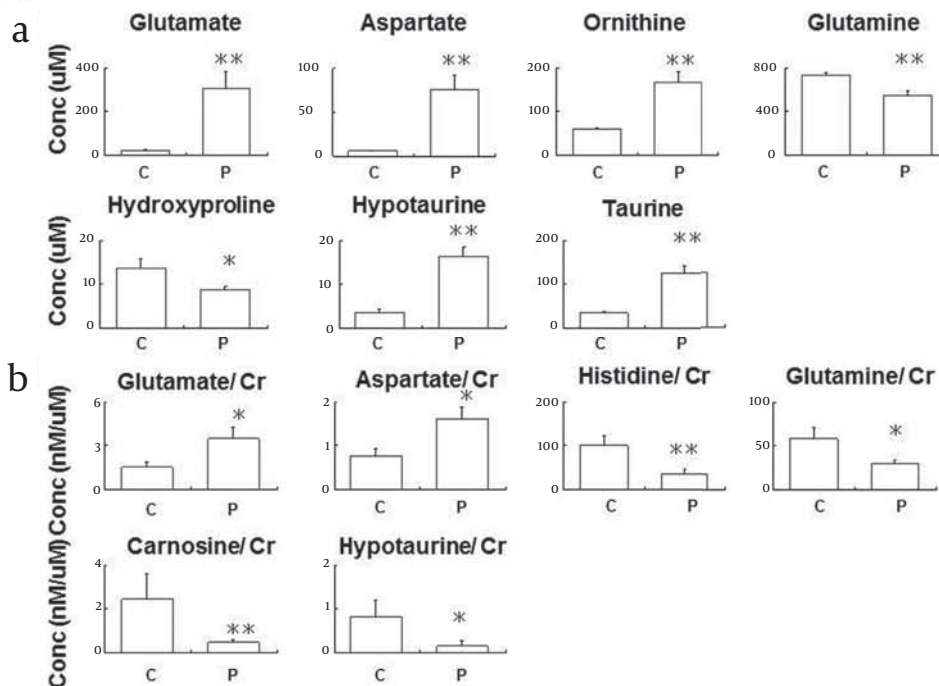 a
Glutamate Aspartate Ornithine Glutamine
Conc (uM)
400 100 200 800
** ** ** **
200 50 100 400
0 0 0 0
C P C P C P C P
Hydroxyproline Hypotaurine Taurine
Conc (uM)
20 20 200
* ** **
10 10 100
0 0 0
C P C P C P
b
Glutamate/ Cr Aspartate/ Cr Histidine/ Cr Glutamine/ Cr
Conc (nM/uM)
6 2 200 100
* * ** *
3 1 100 50
0 0 0 0
C P C P C P C P
Carnosine/ Cr Hypotaurine/ Cr
Conc (nM/uM)
4 2
** *
2 1
0 0
C P C P